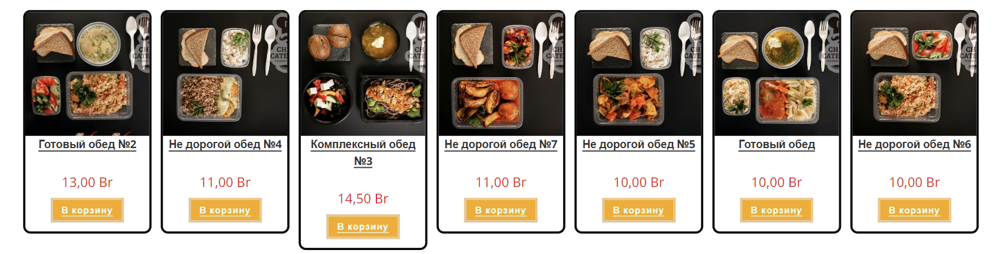 Готовый обед №2
13,00 Br
В корзину
Не дорогой обед №4
11,00 Br
В корзину
Комплексный обед
№3
14,50 Br
В корзину
Не дорогой обед №7
11,00 Br
В корзину
Не дорогой обед №5
10,00 Br
В корзину
Готовый обед
10,00 Br
В корзину
Не дорогой обед №6
10,00 Br
В корзину